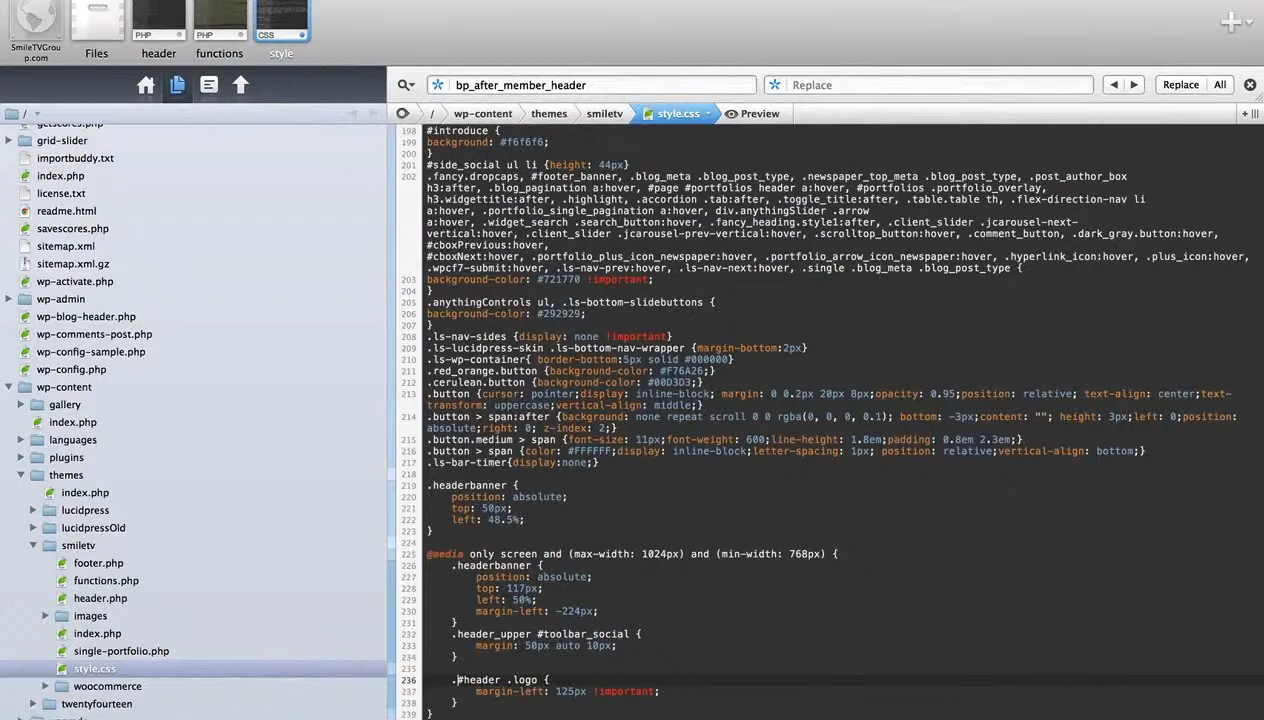 PHP
PHP
CSS
SmileTVGrou
p.com
Files
header
functions
style
bp_after_member_header
Replace
Replace
All
/
/
wp-content
themes
smiletv
style.css
Preview
getscores.php
grid-slider
importbuddy.txt
index.php
license.txt
readme.html
savescores.php
sitemap.xml
sitemap.xml.gz
wp-activate.php
wp-admin
wp-blog-header.php
wp-comments-post.php
wp-config-sample.php
wp-config.php
wp-content
gallery
index.php
languages
plugins
themes
index.php
lucidpress
lucidpressOld
smiletv
footer.php
functions.php
header.php
images
index.php
single-portfolio.php
style.css
woocommerce
twentyfourteen
198 #introduce {
199 background: #f6f6f6;
200 }
201 #side_social ul li {height: 44px}
202 .fancy.dropcaps, #footer_banner, .blog_meta .blog_post_type, .newspaper_top_meta .blog_post_type, .post_author_box
h3:after, .blog_pagination a:hover, #page #portfolios header a:hover, #portfolios .portfolio_overlay,
h3.widgettitle:after, .highlight, .accordion .tab:after, .toggle_title:after, .table.table th, .flex-direction-nav li
a:hover, .portfolio_single_pagination a:hover, div.anythingSlider .arrow
a:hover, .widget_search .search_button:hover, .fancy_heading.style1:after, .client_slider .jcarousel-next-
vertical:hover, .client_slider .jcarousel-prev-vertical:hover, .scrolltop_button:hover, .comment_button, .dark_gray.button:hover,
#cboxPrevious:hover,
#cboxNext:hover, .portfolio_plus_icon_newspaper:hover, .portfolio_arrow_icon_newspaper:hover, .hyperlink_icon:hover, .plus_icon:hover,
.wpcf7-submit:hover, .ls-nav-prev:hover, .ls-nav-next:hover, .single .blog_meta .blog_post_type {
203 background-color: #721770 !important;
204 }
205 .anythingControls ul, .ls-bottom-slidebuttons {
206 background-color: #292929;
207 }
208 .ls-nav-sides {display: none !important}
209 .ls-lucidpress-skin .ls-bottom-nav-wrapper {margin-bottom:2px}
210 .ls-wp-container{ border-bottom:5px solid #000000}
211 .red_orange.button {background-color: #F76A26;}
212 .cerulean.button {background-color: #00D3D3;}
213 .button {cursor: pointer;display: inline-block; margin: 0 0.2px 20px 8px;opacity: 0.95;position: relative; text-align: center;text-
transform: uppercase;vertical-align: middle;}
214 .button > span:after {background: none repeat scroll 0 0 rgba(0, 0, 0, 0.1); bottom: -3px;content: ""; height: 3px;left: 0;position:
absolute;right: 0; z-index: 2;}
215 .button.medium > span {font-size: 11px;font-weight: 600;line-height: 1.8em;padding: 0.8em 2.3em;}
216 .button > span {color: #FFFFFF;display: inline-block;letter-spacing: 1px; position: relative;vertical-align: bottom;}
217 .ls-bar-timer{display:none;}
218
219 .headerbanner {
220 position: absolute;
221 top: 50px;
222 left: 48.5%;
223 }
224
225 @media only screen and (max-width: 1024px) and (min-width: 768px) {
226 .headerbanner {
227 position: absolute;
228 top: 117px;
229 left: 50%;
230 margin-left: -224px;
231 }
232 .header_upper #toolbar_social {
233 margin: 50px auto 10px;
234 }
235
236 .#header .logo {
237 margin-left: 125px !important;
238 }
239 }